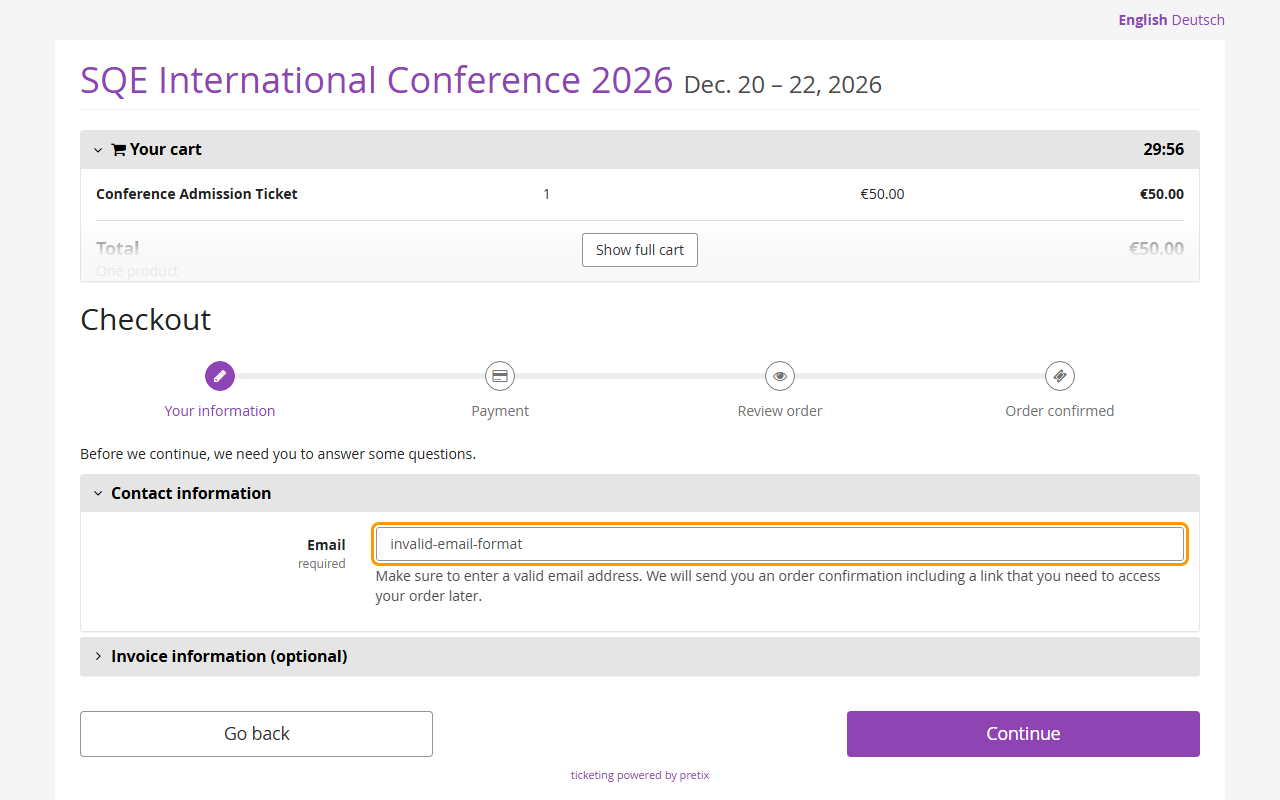 English Deutsch
SQE International Conference 2026 Dec. 20 – 22, 2026
Your cart 29:56
Conference Admission Ticket 1 €50.00 €50.00
Total €50.00
One product
Show full cart
Checkout
Your information Payment Review order Order confirmed
Before we continue, we need you to answer some questions.
Contact information
Email invalid-email-format
required
Make sure to enter a valid email address. We will send you an order confirmation including a link that you need to access
your order later.
Invoice information (optional)
Go back Continue
ticketing powered by pretix